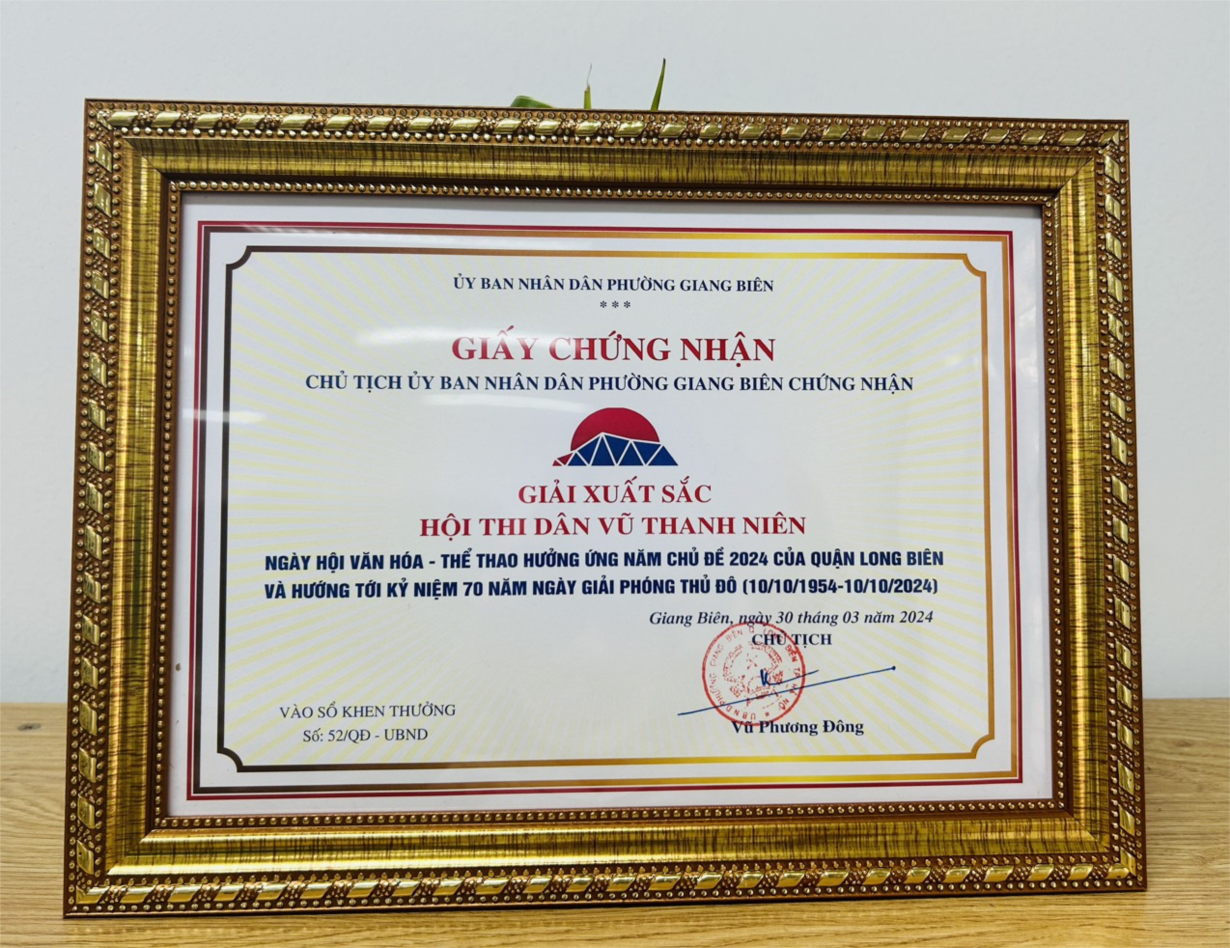 ỦY BAN NHÂN DÂN PHƯỜNG GIANG BIÊN
***
GIẤY CHỨNG NHẬN
CHỦ TỊCH ỦY BAN NHÂN DÂN PHƯỜNG GIANG BIÊN CHỨNG NHẬN
GIẢI XUẤT SẮC
HỘI THI DÂN VŨ THANH NIÊN
NGÀY HỘI VĂN HÓA - THỂ THAO HƯỞNG ỨNG NĂM CHỦ ĐỀ 2024 CỦA QUẬN LONG BIÊN
VÀ HƯỚNG TỚI KỶ NIỆM 70 NĂM NGÀY GIẢI PHÓNG THỦ ĐÔ (10/10/1954-10/10/2024)
Giang Biên, ngày 30 tháng 03 năm 2024
CHỦ TỊCH
Vũ Phương Đông
VÀO SỔ KHEN THƯỞNG
Số: 52/QĐ - UBND